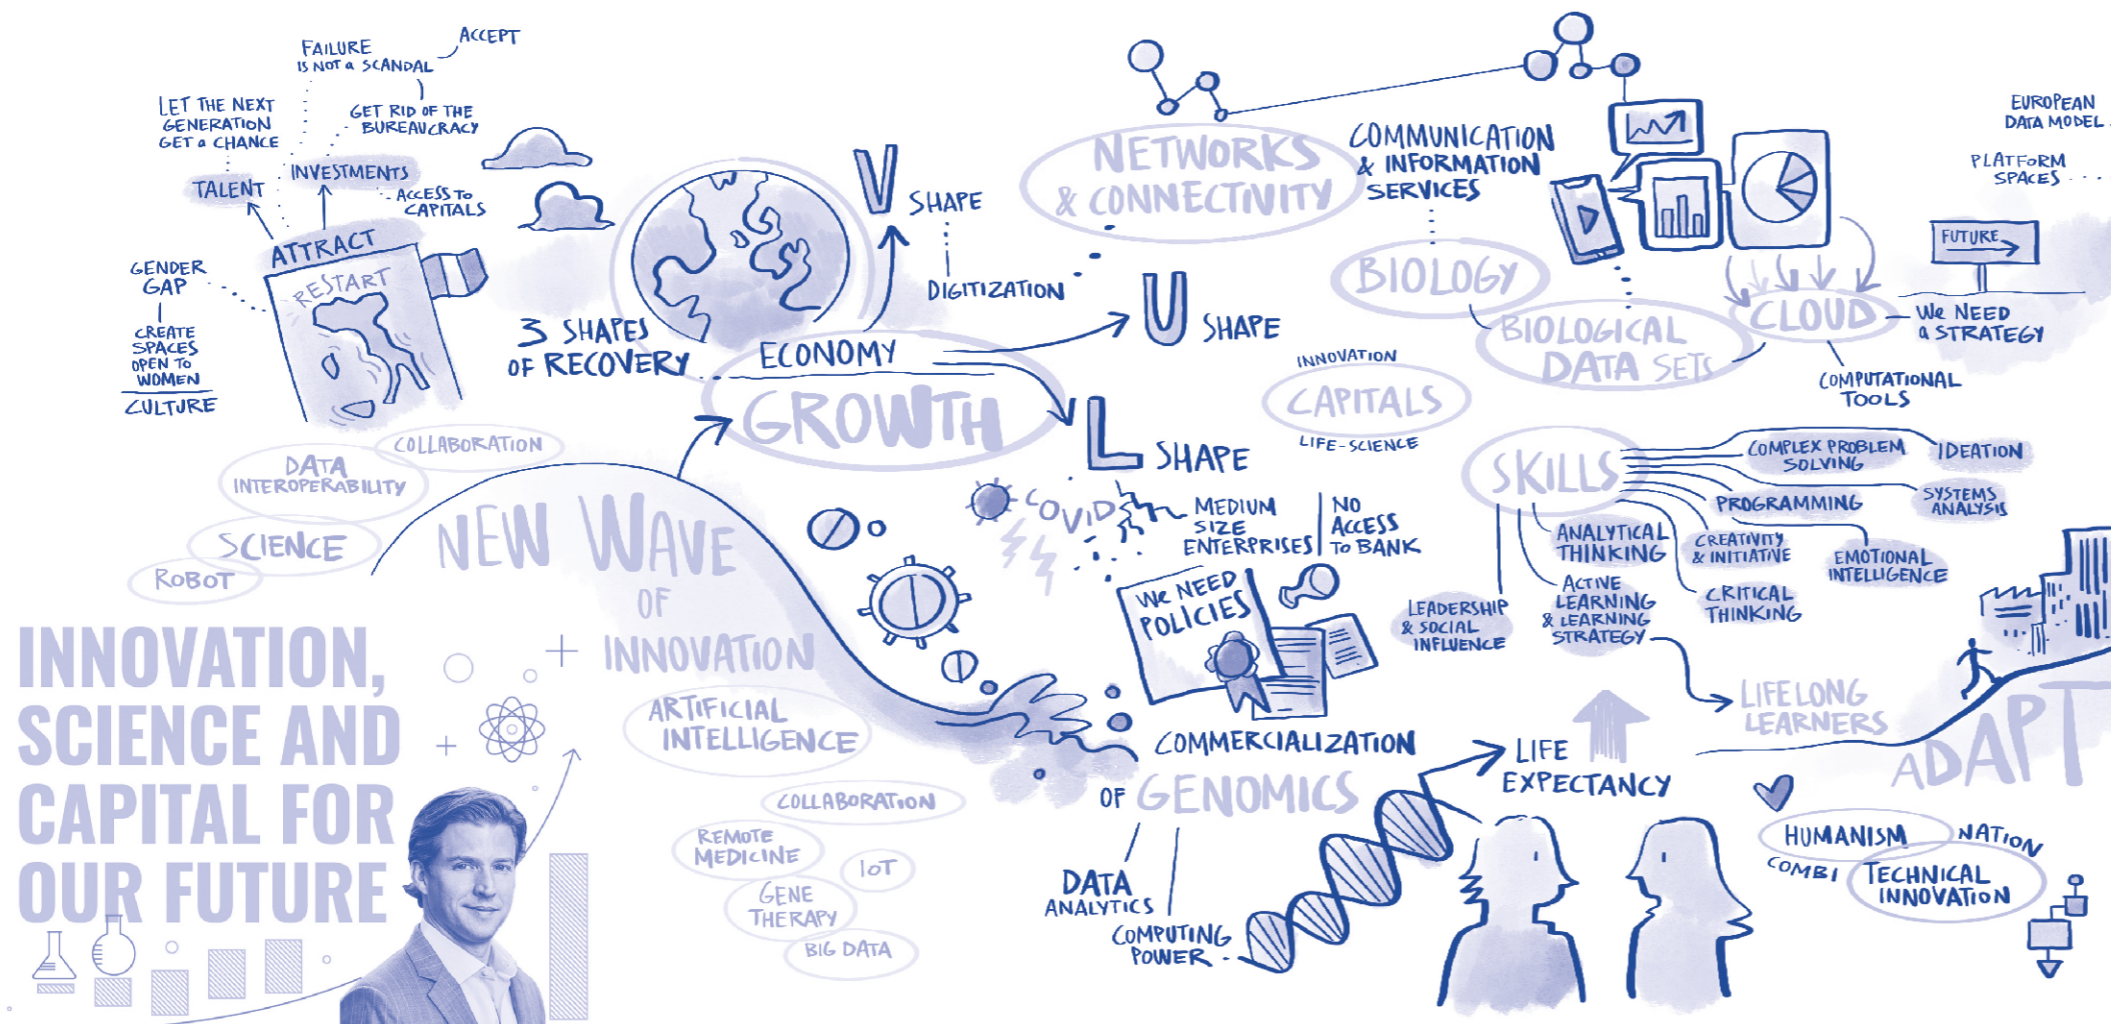 FAILURE
IS NOT a SCANDAL
ACCEPT
LET THE NEXT
GENERATION
GET a CHANCE
GET RID OF THE
BUREAUCRACY
TALENT
INVESTMENTS
ACCESS TO
CAPITALS
ATTRACT
RESTART
GENDER
GAP
CREATE
SPACES
OPEN TO
WOMEN
CULTURE
3 SHAPES
OF RECOVERY
ECONOMY
GROWTH
V SHAPE
DIGITIZATION
U SHAPE
L SHAPE
NETWORKS
& CONNECTIVITY
COMMUNICATION
& INFORMATION
SERVICES
BIOLOGY
BIOLOGICAL
DATA SETS
CLOUD
COMPUTATIONAL
TOOLS
FUTURE
WE NEED
a STRATEGY
EUROPEAN
DATA MODEL
PLATFORM
SPACES
INNOVATION
CAPITALS
LIFE-SCIENCE
COLLABORATION
DATA
INTEROPERABILITY
SCIENCE
ROBOT
NEW WAVE
OF
INNOVATION
COVID
MEDIUM
SIZE
ENTERPRISES
NO
ACCESS
TO BANK
WE NEED
POLICIES
SKILLS
COMPLEX PROBLEM
SOLVING
IDEATION
PROGRAMMING
SYSTEMS
ANALYSIS
ANALYTICAL
THINKING
CREATIVITY
& INITIATIVE
EMOTIONAL
INTELLIGENCE
ACTIVE
LEARNING
& LEARNING
STRATEGY
CRITICAL
THINKING
LEADERSHIP
& SOCIAL
INFLUENCE
LIFELONG
LEARNERS
ADAPT
INNOVATION,
SCIENCE AND
CAPITAL FOR
OUR FUTURE
ARTIFICIAL
INTELLIGENCE
COLLABORATION
REMOTE
MEDICINE
IoT
GENE
THERAPY
BIG DATA
COMMERCIALIZATION
OF GENOMICS
DATA
ANALYTICS
COMPUTING
POWER
LIFE
EXPECTANCY
HUMANISM
COMBI
NATION
TECHNICAL
INNOVATION